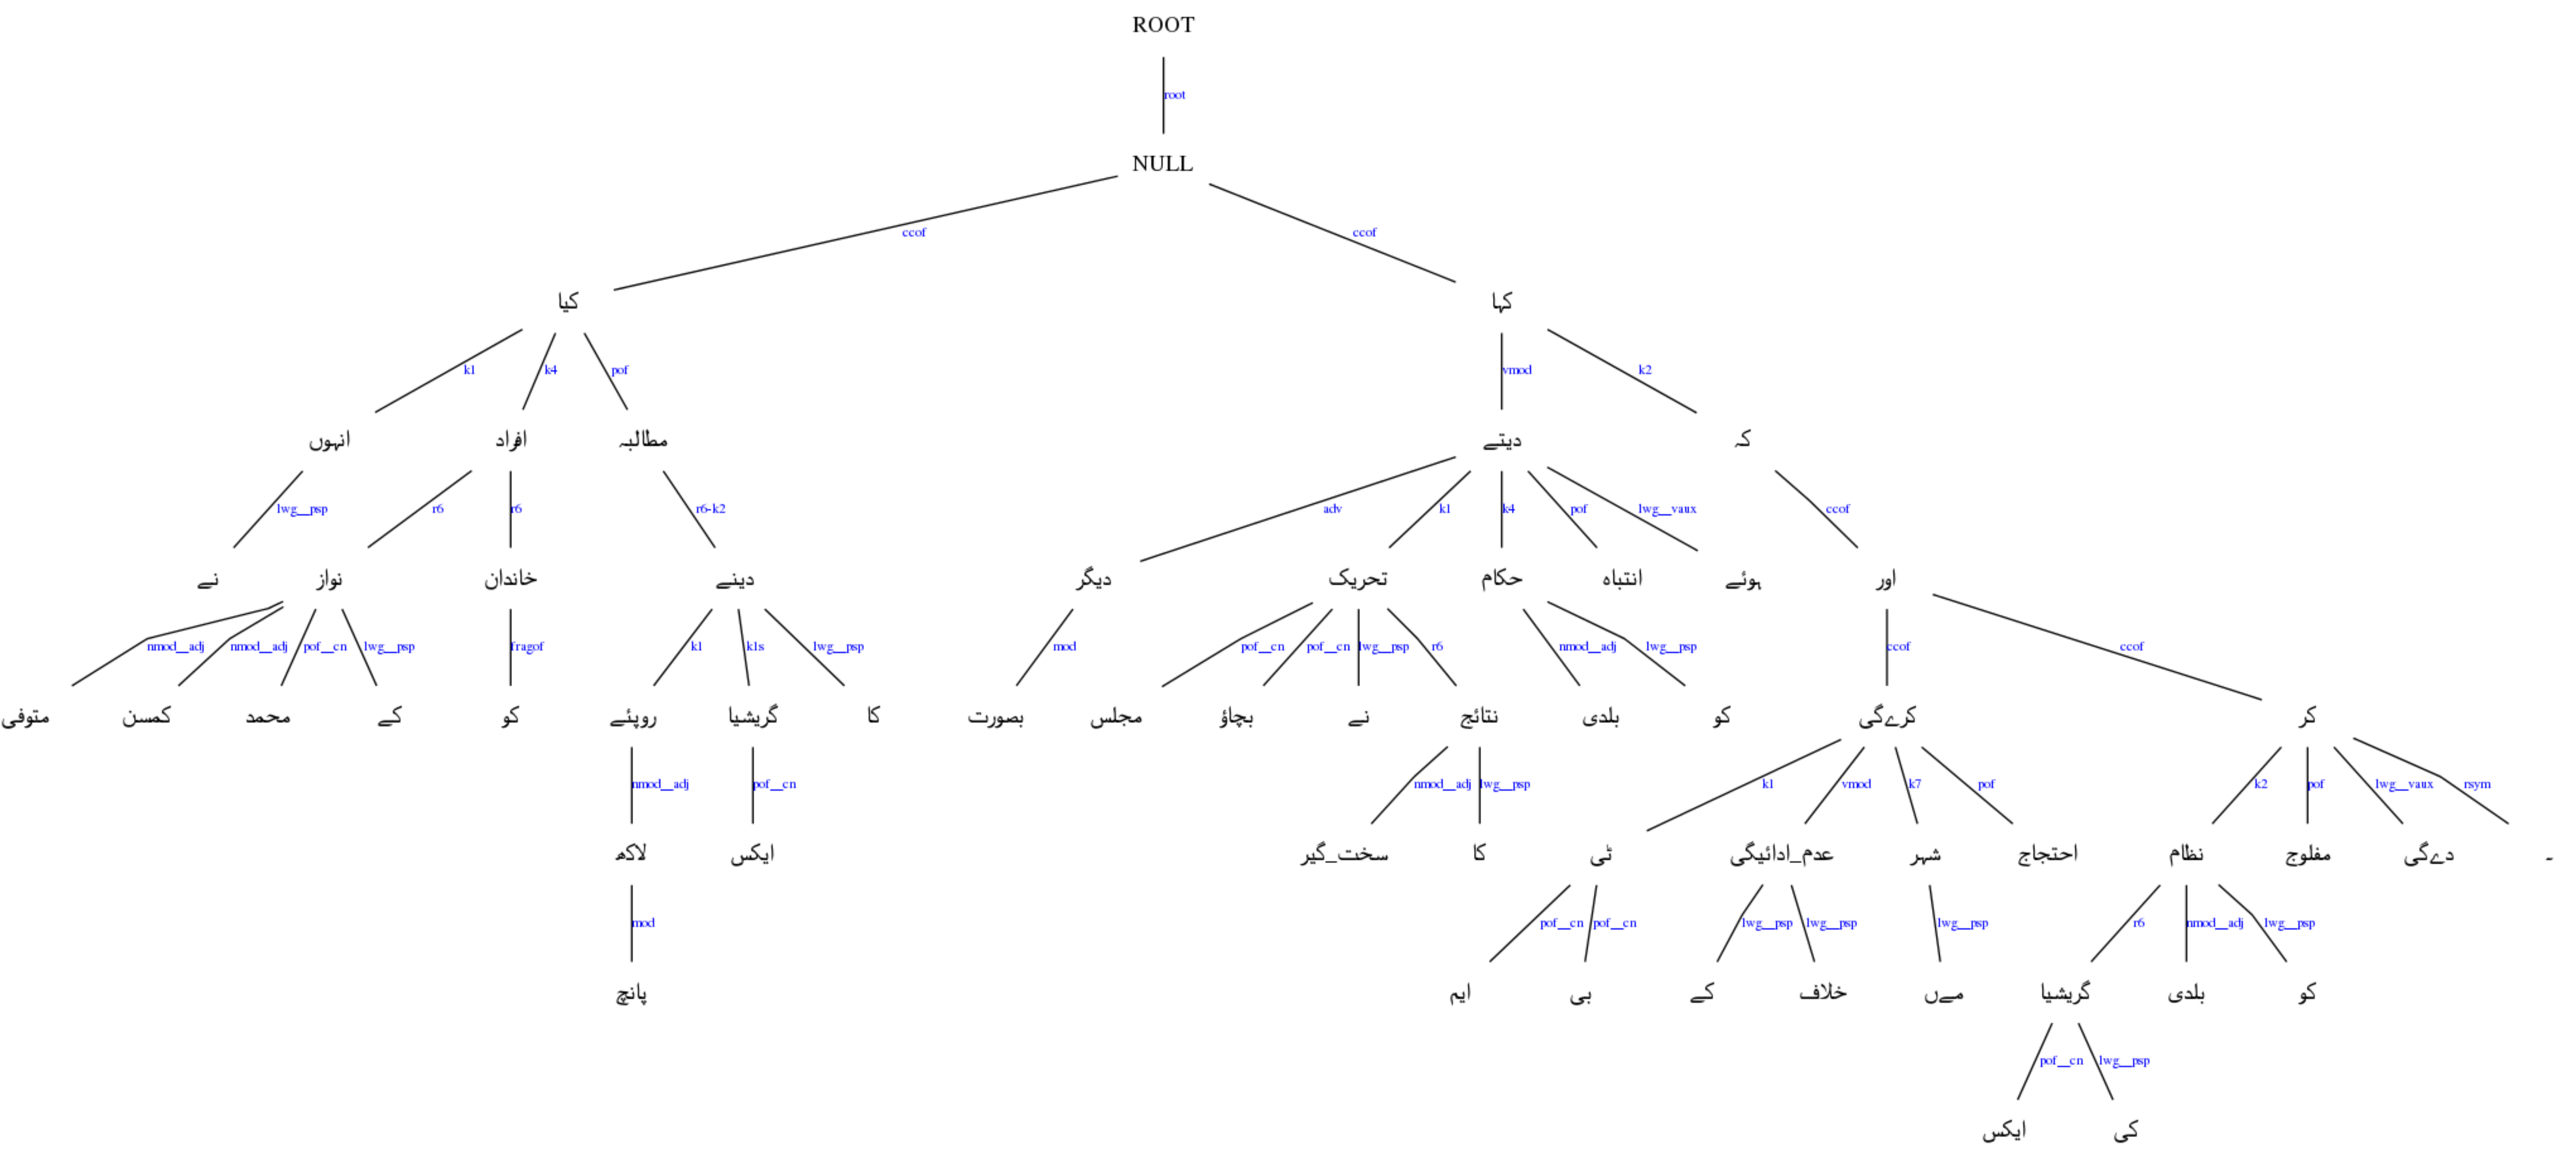 ROOT
root
NULL
ccof ccof
کیا کہا
k1 k4 pof vmod k2
انہوں افراد مطالبہ دیتے کہ
lwg__psp r6 r6 r6-k2 adv k1 k4 pof lwg__vaux ccof
نے نواز خاندان دینے دیگر تحریک حکام انتباہ ہوئے اور
nmod__adj nmod__adj pof__cn lwg__psp fragof k1 k1s lwg__psp mod pof__cn pof__cn lwg__psp r6 nmod__adj lwg__psp ccof ccof
متوفی کمسن محمد کے کو روپئے گریشیا کا بصورت مجلس بچاؤ نے نتائج بلدی کو کرےگی کر
nmod__adj pof__cn nmod__adj lwg__psp k1 vmod k7 pof k2 pof lwg__vaux rsym
لاکھ ایکس سخت_گیر کا ٹی عدم_ادائیگی شہر احتجاج نظام مفلوج دےگی ۔
mod pof__cn pof__cn lwg__psp lwg__psp lwg__psp r6 nmod__adj lwg__psp
پانچ ایم بی کے خلاف مےں گریشیا بلدی کو
pof__cn lwg__psp
ایکس کی